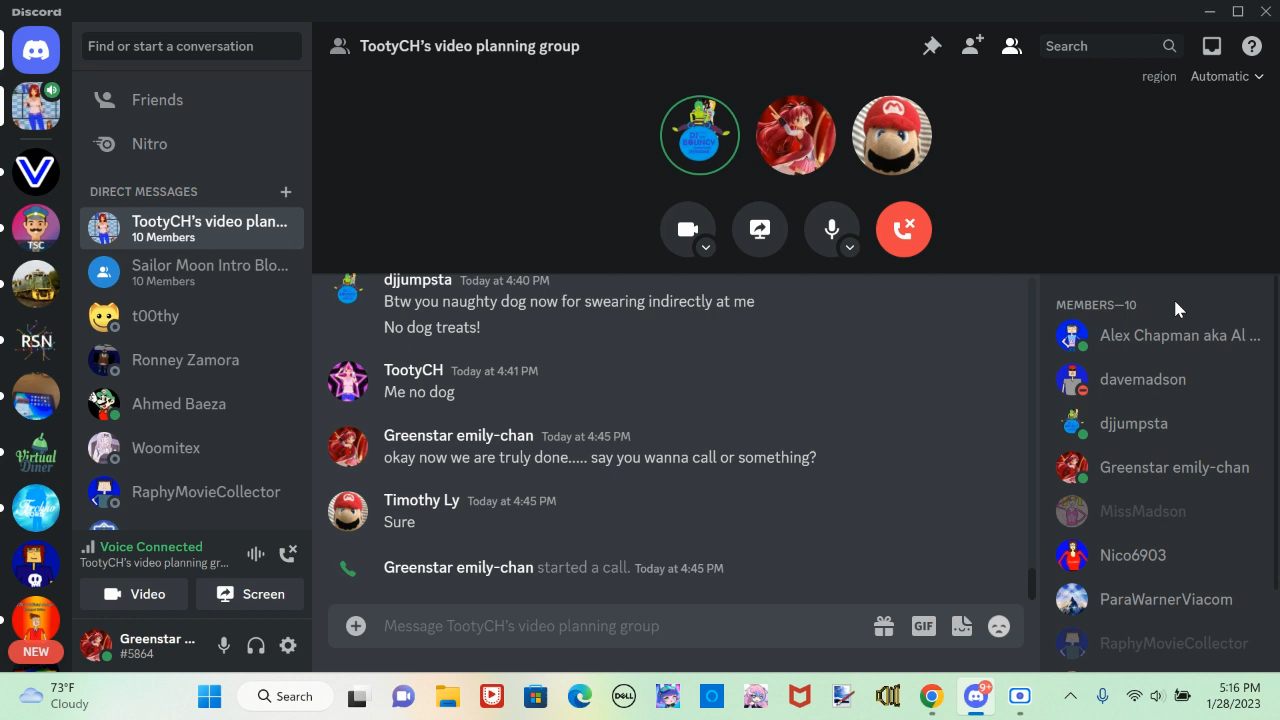 Discord
Find or start a conversation
Friends
Nitro
DIRECT MESSAGES
TootyCH's video plan...
10 Members
Sailor Moon Intro Blo...
10 Members
t00thy
Ronney Zamora
Ahmed Baeza
Woomitex
RaphyMovieCollector
Voice Connected
TootyCH's video planning gr...
Video
Screen
Greenstar ...
#5864
TSC
RSN
Virtual
Diner
NEW
TootyCH's video planning group
Search
region Automatic
DJ
BOUNCY
djjumpsta Today at 4:40 PM
Btw you naughty dog now for swearing indirectly at me
No dog treats!
TootyCH Today at 4:41 PM
Me no dog
Greenstar emily-chan Today at 4:45 PM
okay now we are truly done..... say you wanna call or something?
Timothy Ly Today at 4:45 PM
Sure
Greenstar emily-chan started a call. Today at 4:45 PM
Message TootyCH's video planning group
GIF
MEMBERS—10
Alex Chapman aka Al ...
davemadson
djjumpsta
Greenstar emily-chan
MissMadson
Nico6903
ParaWarnerViacom
RaphyMovieCollector
73°F
Cloudy
Search
DELL
9+
5:16 PM
1/28/2023